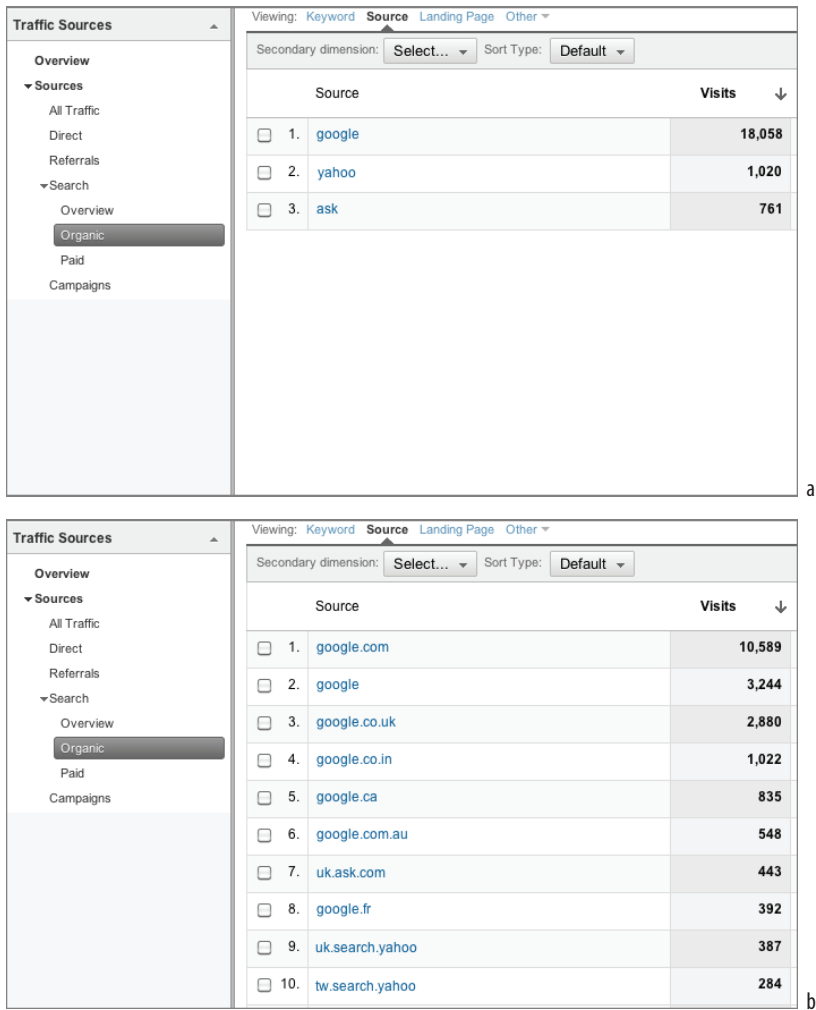 Traffic Sources
Overview
Sources
All Traffic
Direct
Referrals
Search
Overview
Organic
Paid
Campaigns
Viewing: Keyword Source Landing Page Other
Secondary dimension: Select... Sort Type: Default
Source Visits
1. google 18,058
2. yahoo 1,020
3. ask 761
a
Traffic Sources
Overview
Sources
All Traffic
Direct
Referrals
Search
Overview
Organic
Paid
Campaigns
Viewing: Keyword Source Landing Page Other
Secondary dimension: Select... Sort Type: Default
Source Visits
1. google.com 10,589
2. google 3,244
3. google.co.uk 2,880
4. google.co.in 1,022
5. google.ca 835
6. google.com.au 548
7. uk.ask.com 443
8. google.fr 392
9. uk.search.yahoo 387
10. tw.search.yahoo 284
b